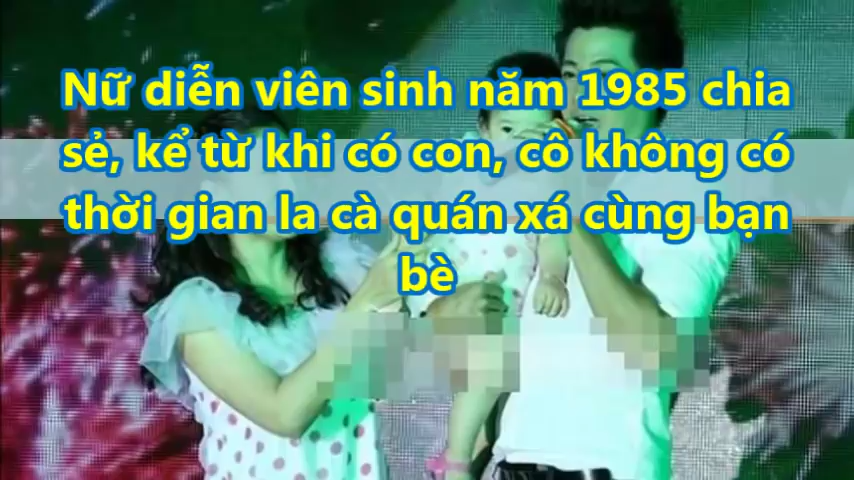 Nữ diễn viên sinh năm 1985 chia
sẻ, kể từ khi có con, cô không có
thời gian la cà quán xá cùng bạn
bè